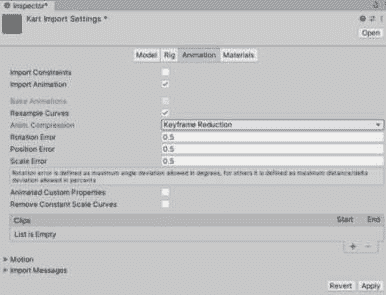 Inspector*
Kart Import Settings *
Open
Model Rig Animation Materials
Import Constraints
Import Animation
Bake Animations
Resample Curves
Anim. Compression Keyframe Reduction
Rotation Error 0.5
Position Error 0.5
Scale Error 0.5
Rotation error is defined as maximum angle deviation allowed in degrees, for others it is defined as maximum distance/delta
deviation allowed in percents
Animated Custom Properties
Remove Constant Scale Curves
Clips Start End
List is Empty
+ -
Motion
Import Messages
Revert Apply